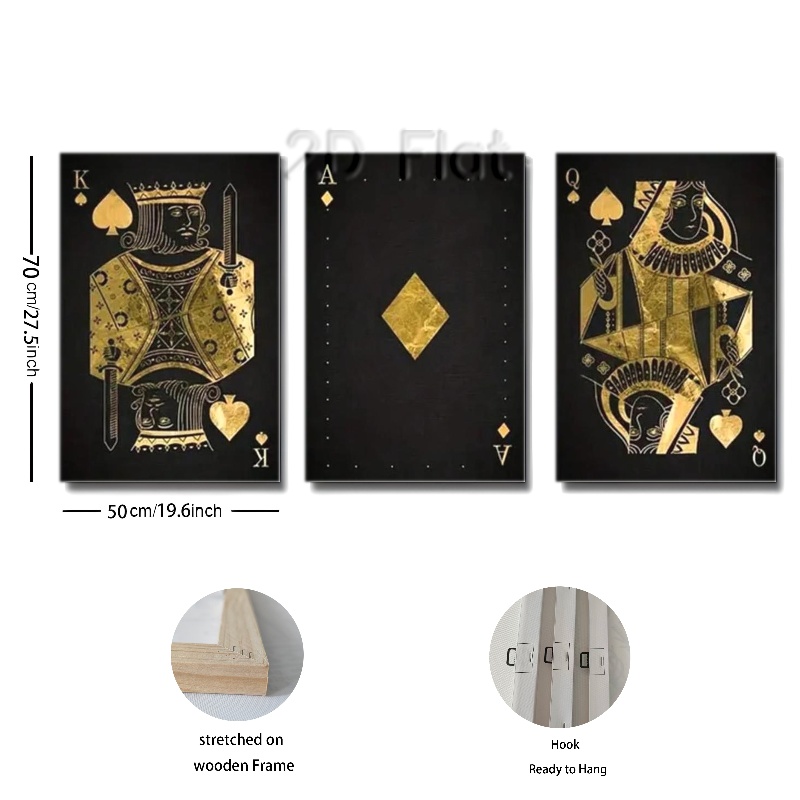 2D Flat
K
A
Q
70 cm/27.5inch
K
A
Q
50cm/19.6inch
stretched on
wooden Frame
Hook
Ready to Hang